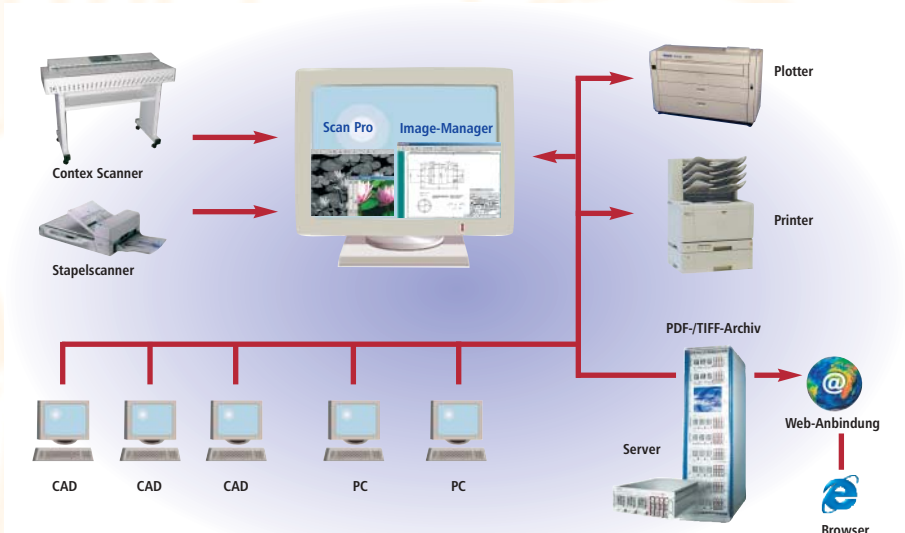 Contex Scanner
Stapelscanner
Scan Pro
Image-Manager
Plotter
Printer
PDF-/TIFF-Archiv
Server
@
Web-Anbindung
Browser
CAD
CAD
CAD
PC
PC